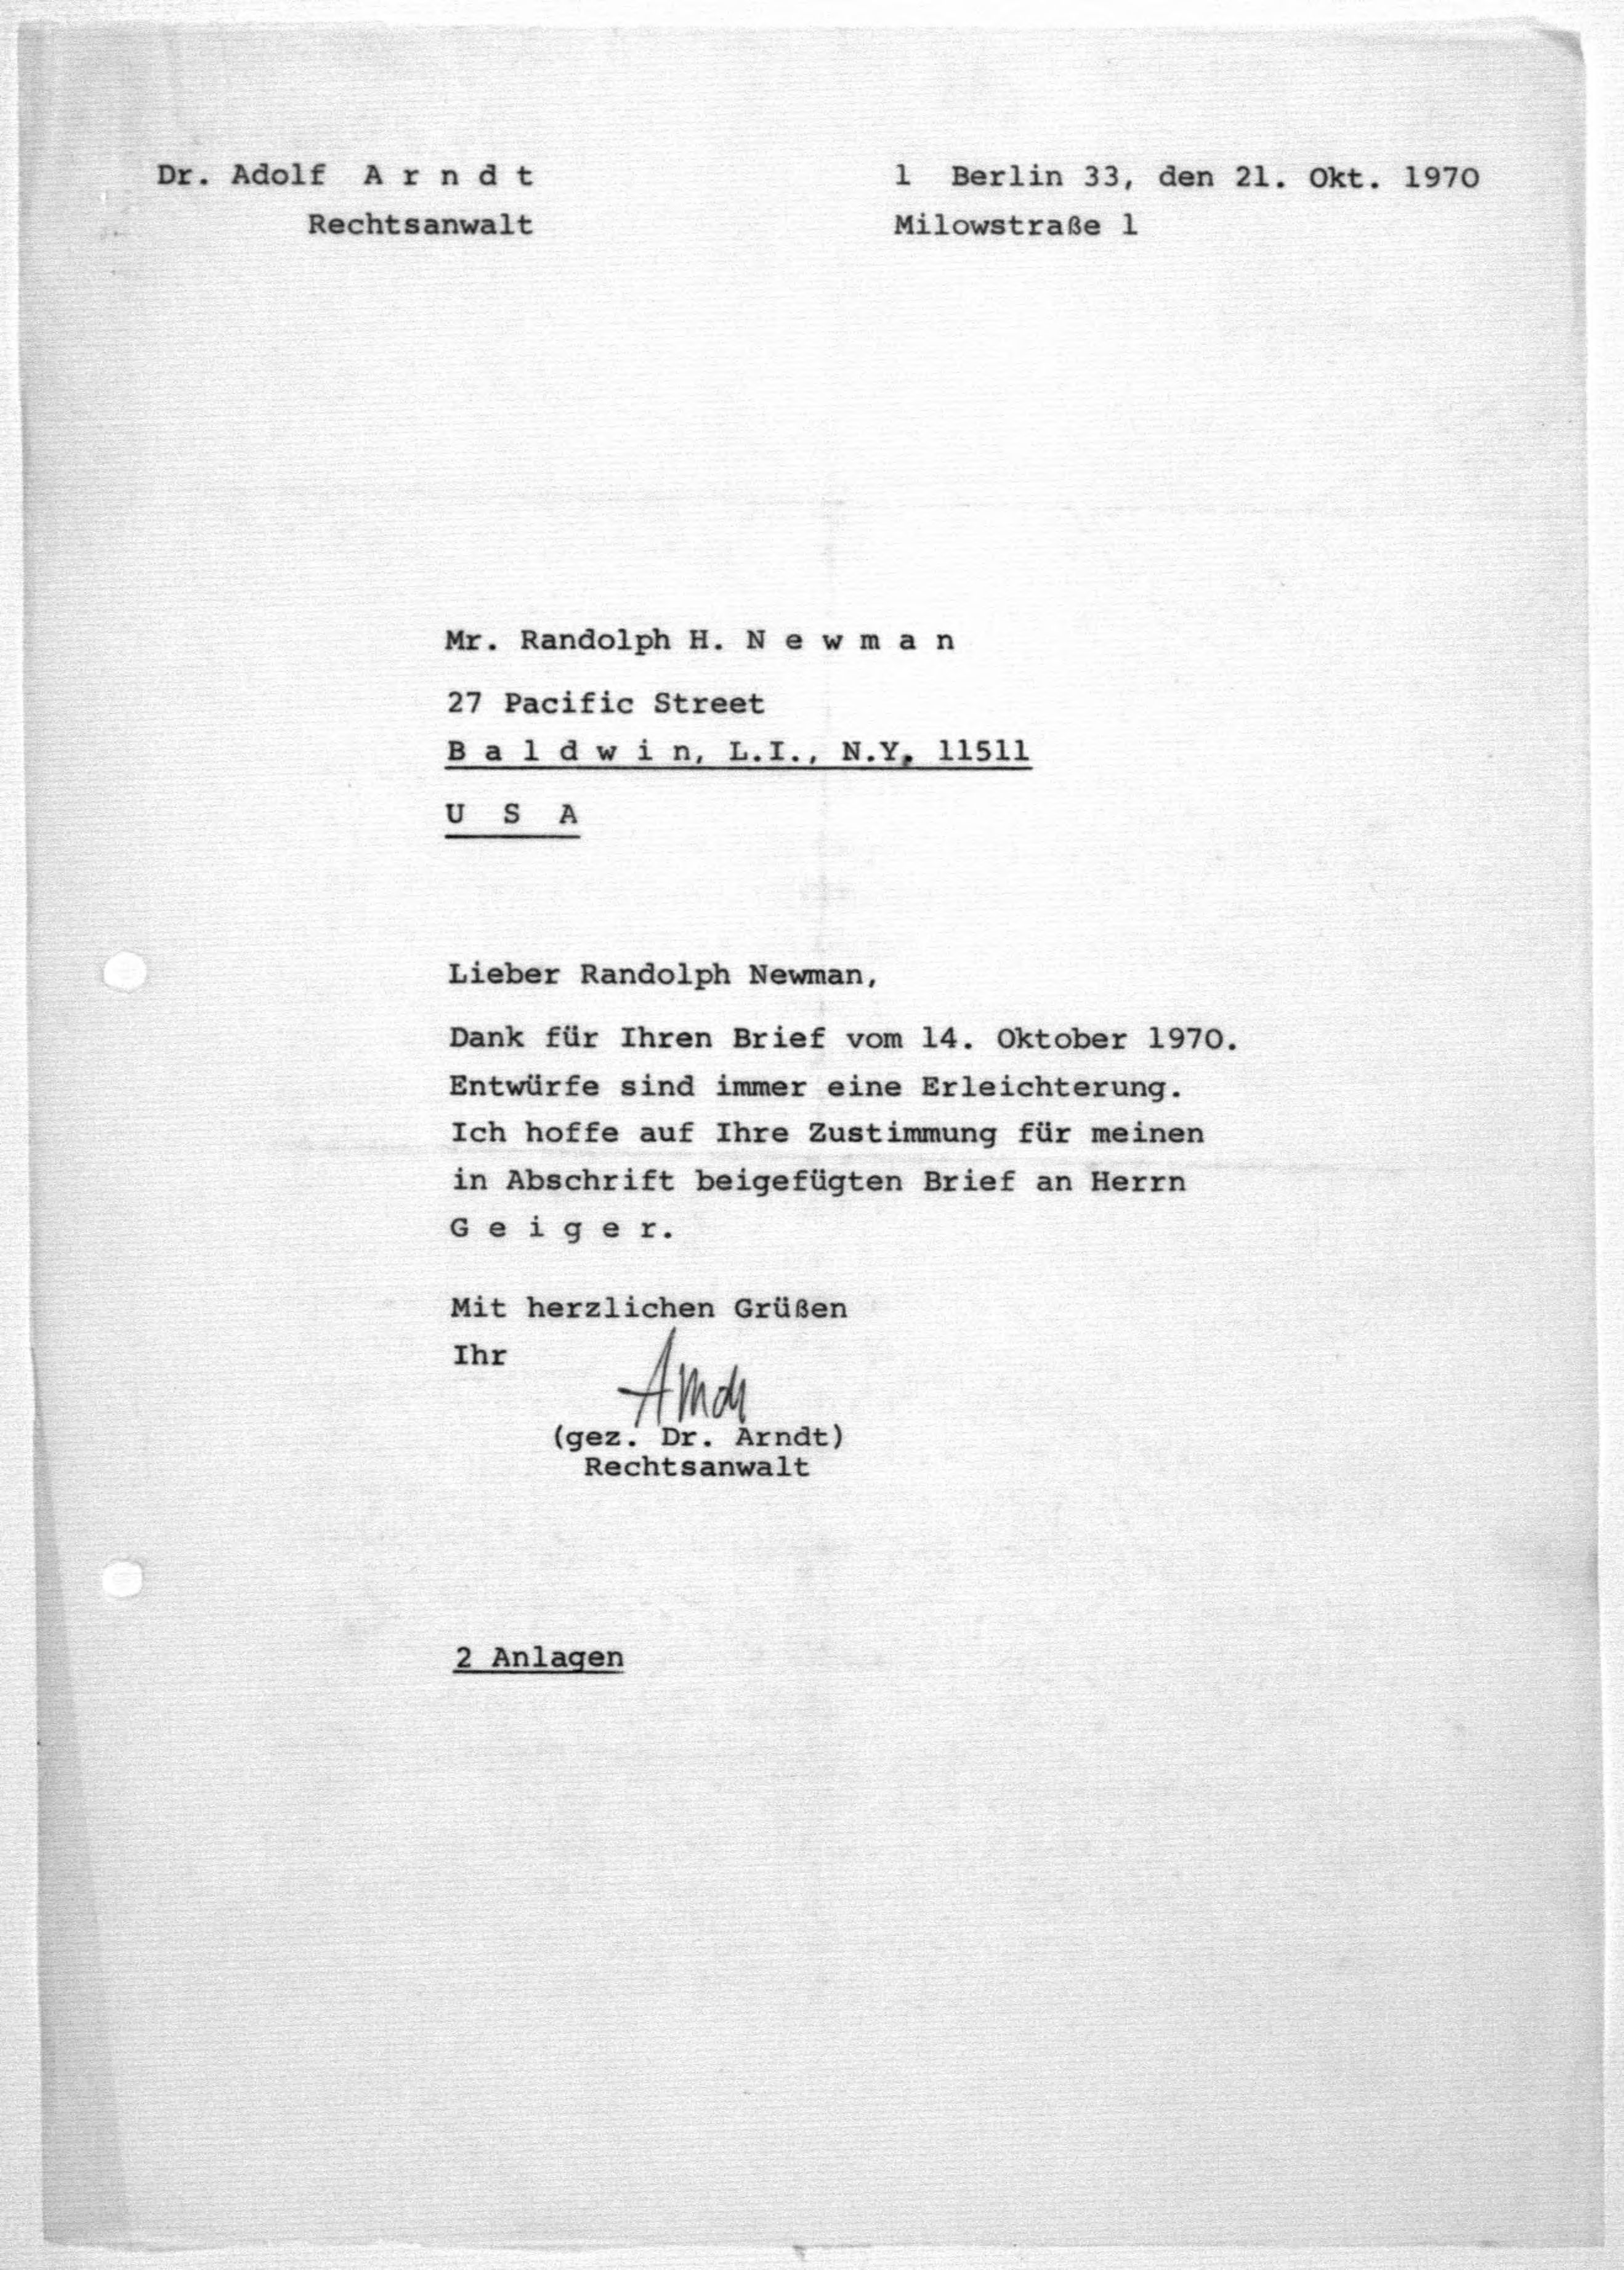 Dr. Adolf A r n d t
Rechtsanwalt
1 Berlin 33, den 21. Okt. 1970
Milowstraße 1
Mr. Randolph H. N e w m a n
27 Pacific Street
B a l d w i n, L.I., N.Y. 11511
U S A
Lieber Randolph Newman,
Dank für Ihren Brief vom 14. Oktober 1970.
Entwürfe sind immer eine Erleichterung.
Ich hoffe auf Ihre Zustimmung für meinen
in Abschrift beigefügten Brief an Herrn
G e i g e r.
Mit herzlichen Grüßen
Ihr
Arndt
(gez. Dr. Arndt)
Rechtsanwalt
2 Anlagen